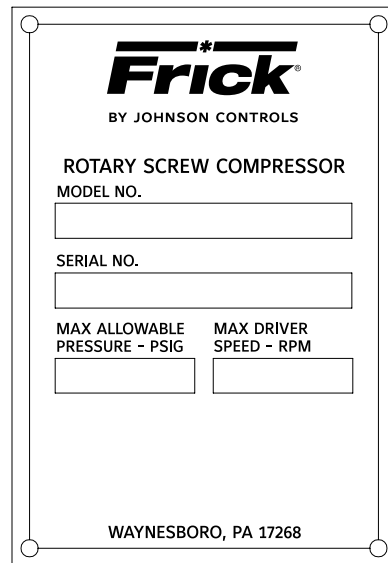 Frick®
BY JOHNSON CONTROLS
ROTARY SCREW COMPRESSOR
MODEL NO.
SERIAL NO.
MAX ALLOWABLE MAX DRIVER
PRESSURE - PSIG SPEED - RPM
WAYNESBORO, PA 17268